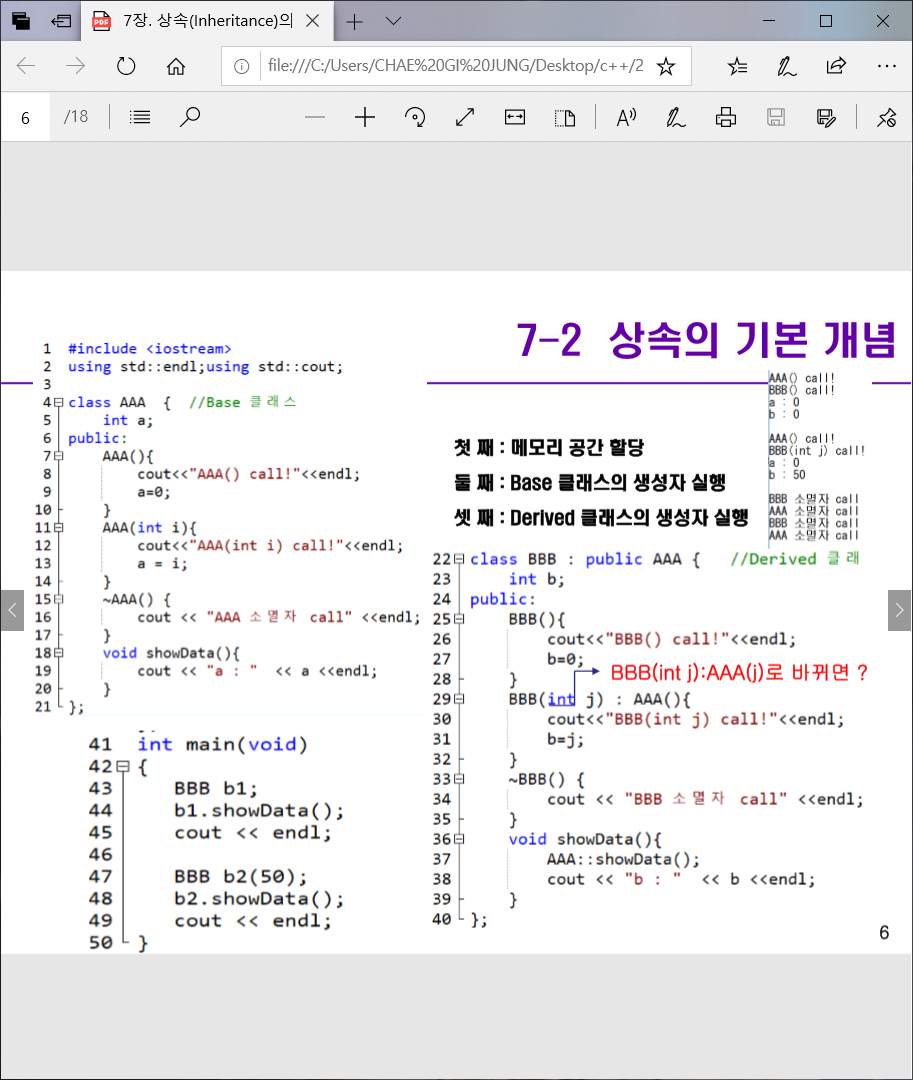 7장. 상속(Inheritance)의
file:///C:/Users/CHAE%20GI%20JUNG/Desktop/c++/2
6 /18
7-2 상속의 기본 개념
1 #include <iostream>
2 using std::endl;using std::cout;
3
4 class AAA { //Base 클래스
5 int a;
6 public:
7 AAA(){
8 cout<<"AAA() call!"<<endl;
9 a=0;
10 }
11 AAA(int i){
12 cout<<"AAA(int i) call!"<<endl;
13 a = i;
14 }
15 ~AAA() {
16 cout << "AAA 소멸자 call" <<endl;
17 }
18 void showData(){
19 cout << "a : " << a <<endl;
20 }
21 };
첫 째 : 메모리 공간 할당
둘 째 : Base 클래스의 생성자 실행
셋 째 : Derived 클래스의 생성자 실행
AAA() call!
BBB() call!
a : 0
b : 0
AAA() call!
BBB(int j) call!
a : 0
b : 50
BBB 소멸자 call
AAA 소멸자 call
BBB 소멸자 call
AAA 소멸자 call
22 class BBB : public AAA { //Derived 클래
23 int b;
24 public:
25 BBB(){
26 cout<<"BBB() call!"<<endl;
27 b=0;
28 }
BBB(int j):AAA(j)로 바뀌면 ?
29 BBB(int j) : AAA(){
30 cout<<"BBB(int j) call!"<<endl;
31 b=j;
32 }
33 ~BBB() {
34 cout << "BBB 소멸자 call" <<endl;
35 }
36 void showData(){
37 AAA::showData();
38 cout << "b : " << b <<endl;
39 }
40 };
41 int main(void)
42 {
43 BBB b1;
44 b1.showData();
45 cout << endl;
46
47 BBB b2(50);
48 b2.showData();
49 cout << endl;
50 }
6